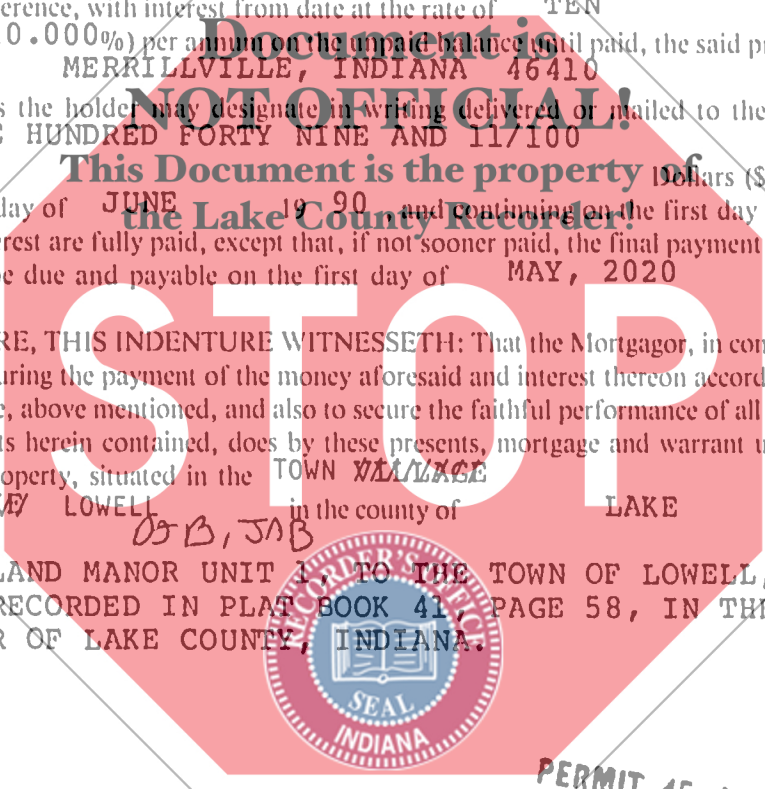 erence, with interest from date at the rate of TEN
0.000%) per annum on the unpaid balance until paid, the said
Document is
MERRILLVILLE, INDIANA 46410
s the holder may designate in writing delivered or mailed to the
NOT OFFICIAL!
HUNDRED FORTY NINE AND 11/100
This Document is the property of
Dollars ($
day of JUNE 19 90 , and continuing on the first day
the Lake County Recorder!
erest are fully paid, except that, if not sooner paid, the final payment
e due and payable on the first day of MAY, 2020
STOP
RE, THIS INDENTURE WITNESSETH: That the Mortgagor, in con
uring the payment of the money aforesaid and interest thereon accord
e, above mentioned, and also to secure the faithful performance of all
ts herein contained, does by these presents, mortgage and warrant u
operty, situated in the TOWN VILLAGE
LOWELL in the county of LAKE
OJB, JAB
LAND MANOR UNIT 1, TO THE TOWN OF LOWELL,
RECORDED IN PLAT BOOK 41, PAGE 58, IN THE
R OF LAKE COUNTY, INDIANA.
RECORDER'S OFFICE
SEAL
INDIANA
PERMIT